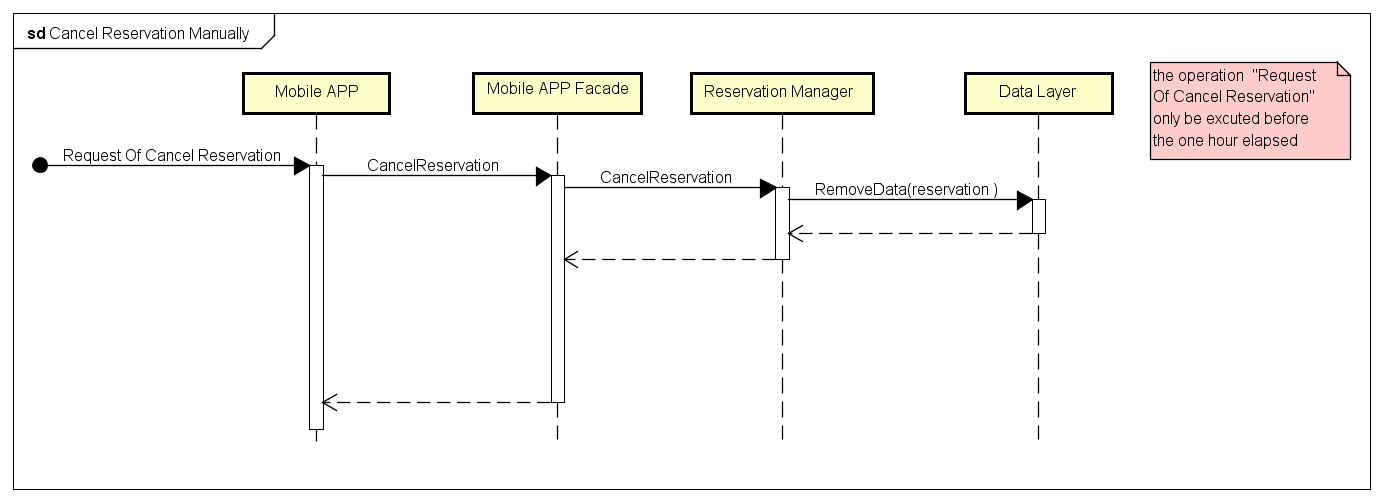 sd Cancel Reservation Manually
Mobile APP
Mobile APP Facade
Reservation Manager
Data Layer
the operation "Request
Of Cancel Reservation"
only be excuted before
the one hour elapsed
Request Of Cancel Reservation
CancelReservation
CancelReservation
RemoveData(reservation )